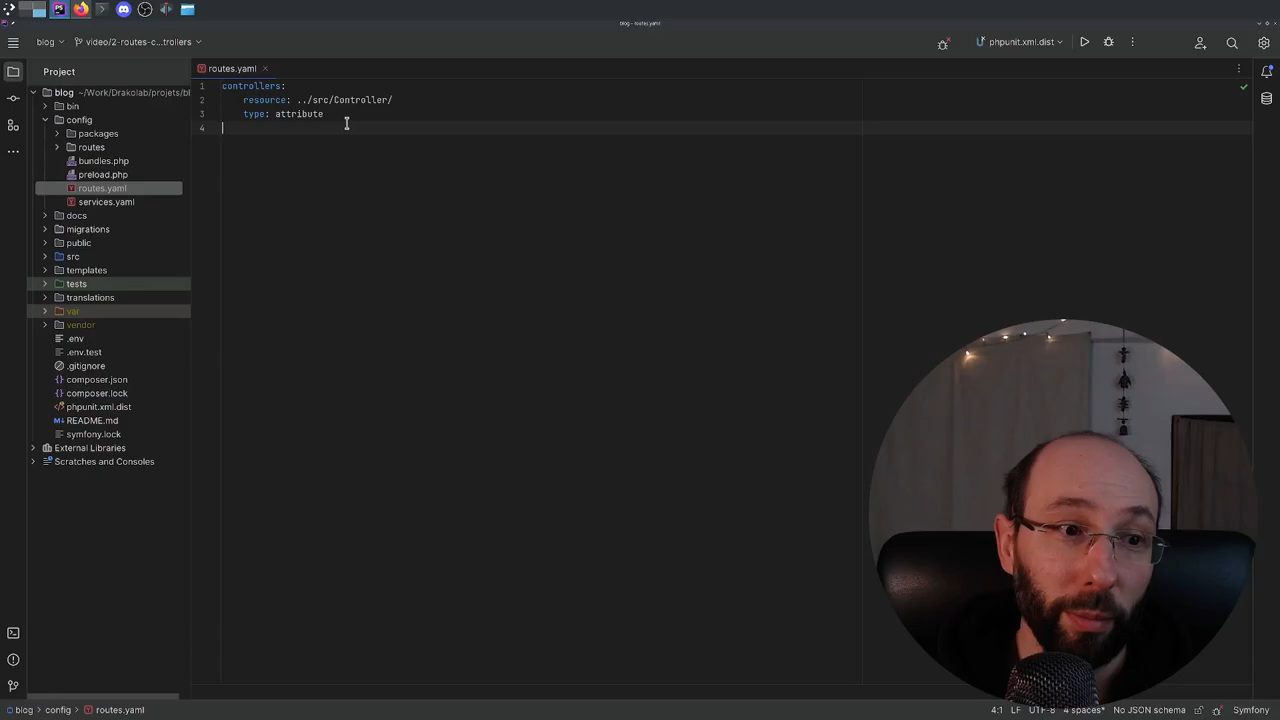 blog – routes.yaml
blog
video/2-routes-c...trollers
phpunit.xml.dist
Project
routes.yaml
blog ~/Work/Drakolab/projets/bl
bin
config
packages
routes
bundles.php
preload.php
routes.yaml
services.yaml
docs
migrations
public
src
templates
tests
translations
var
vendor
.env
.env.test
.gitignore
composer.json
composer.lock
phpunit.xml.dist
README.md
symfony.lock
External Libraries
Scratches and Consoles
1 controllers:
2 resource: ../src/Controller/
3 type: attribute
4
blog
config
routes.yaml
4:1
LF
UTF-8
4 spaces*
No JSON schema
Symfony